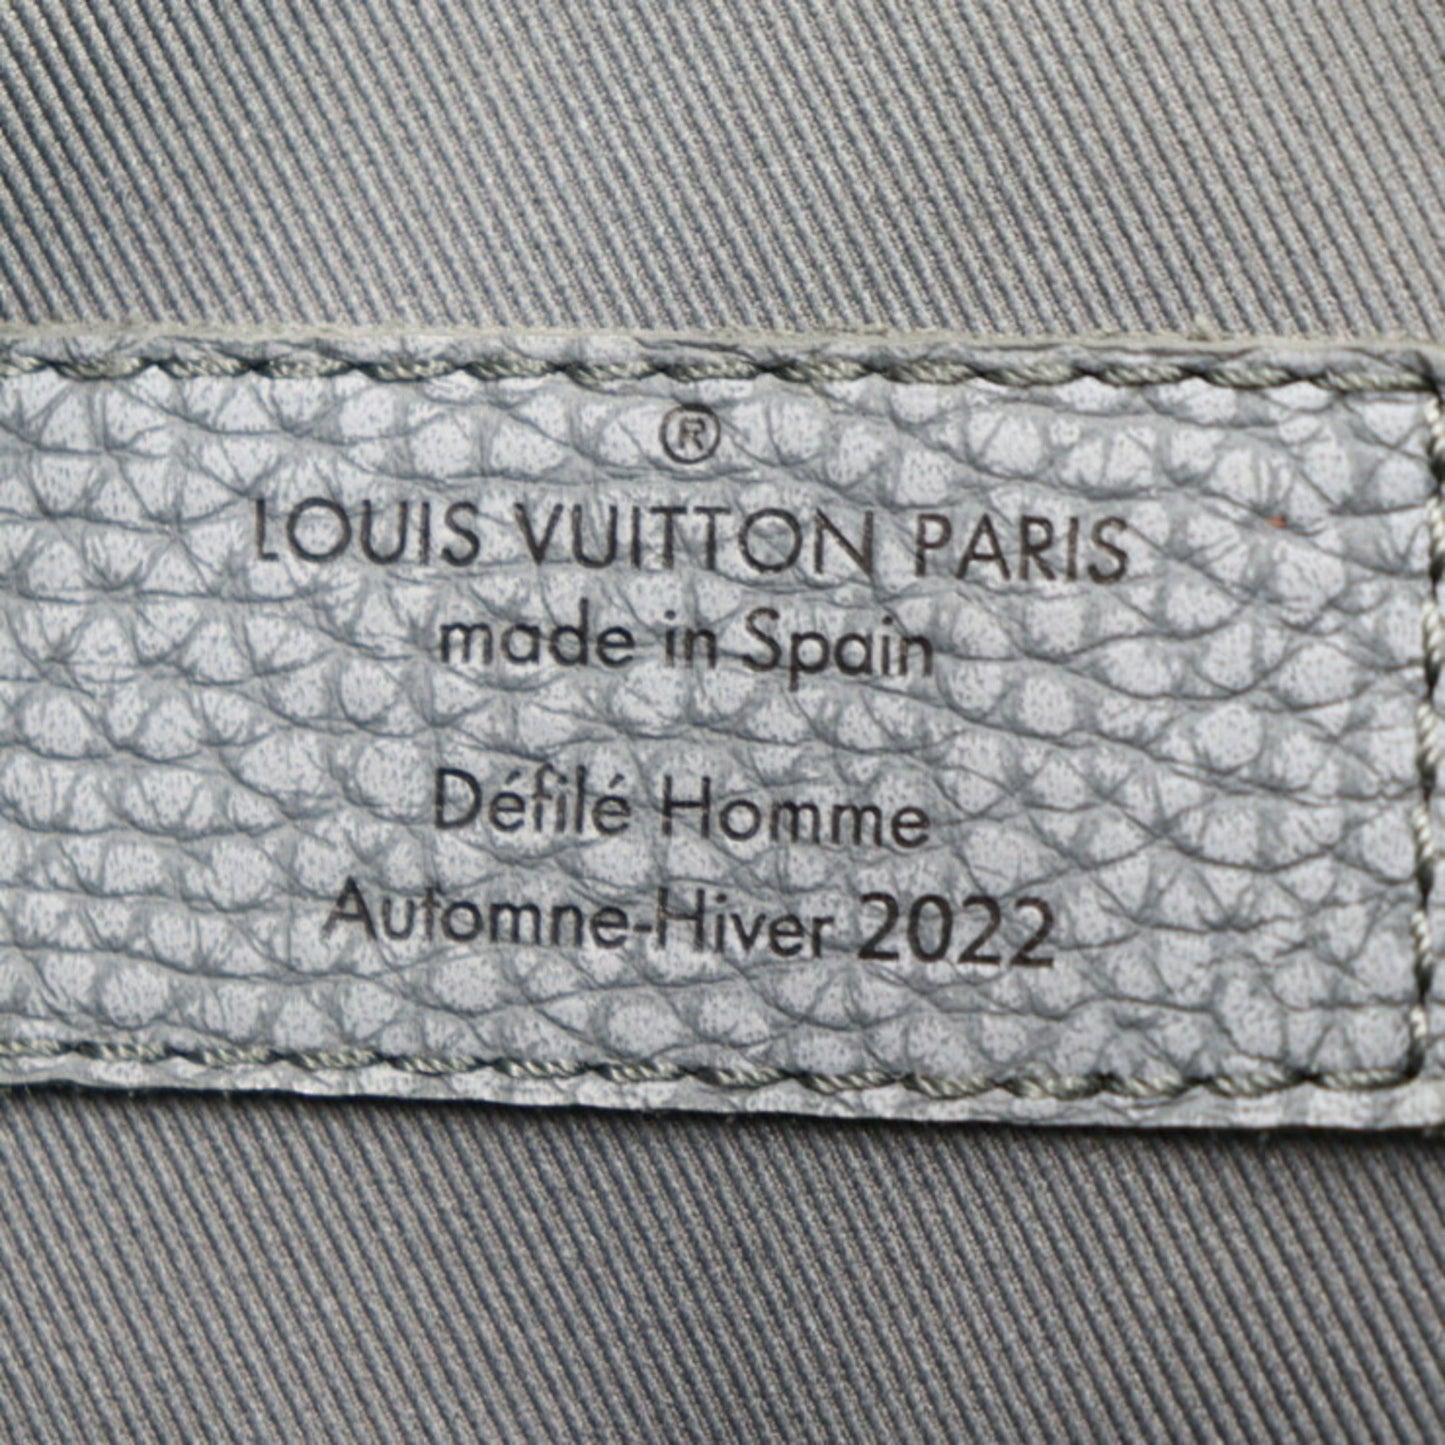 ®
LOUIS VUITTON PARIS
made in Spain
Défilé Homme
Automne-Hiver 2022